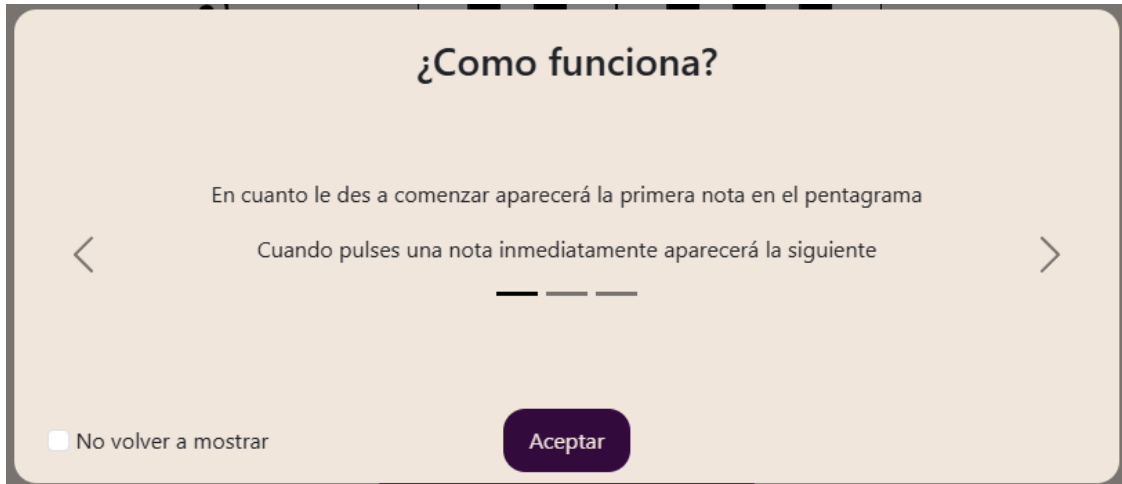 ¿Como funciona?
En cuanto le des a comenzar aparecerá la primera nota en el pentagrama
Cuando pulses una nota inmediatamente aparecerá la siguiente
No volver a mostrar
Aceptar